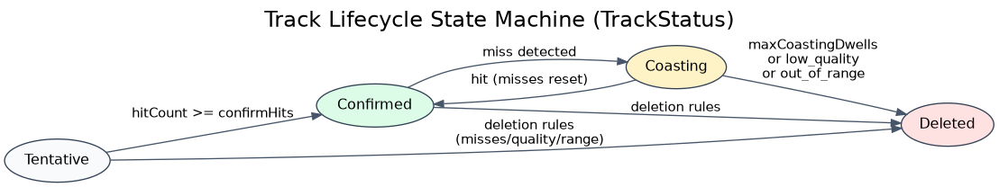 Track Lifecycle State Machine (TrackStatus)
miss detected
maxCoastingDwells
or low_quality
or out_of_range
Coasting
hit (misses reset)
Confirmed
hitCount >= confirmHits
deletion rules
Deleted
deletion rules
(misses/quality/range)
Tentative